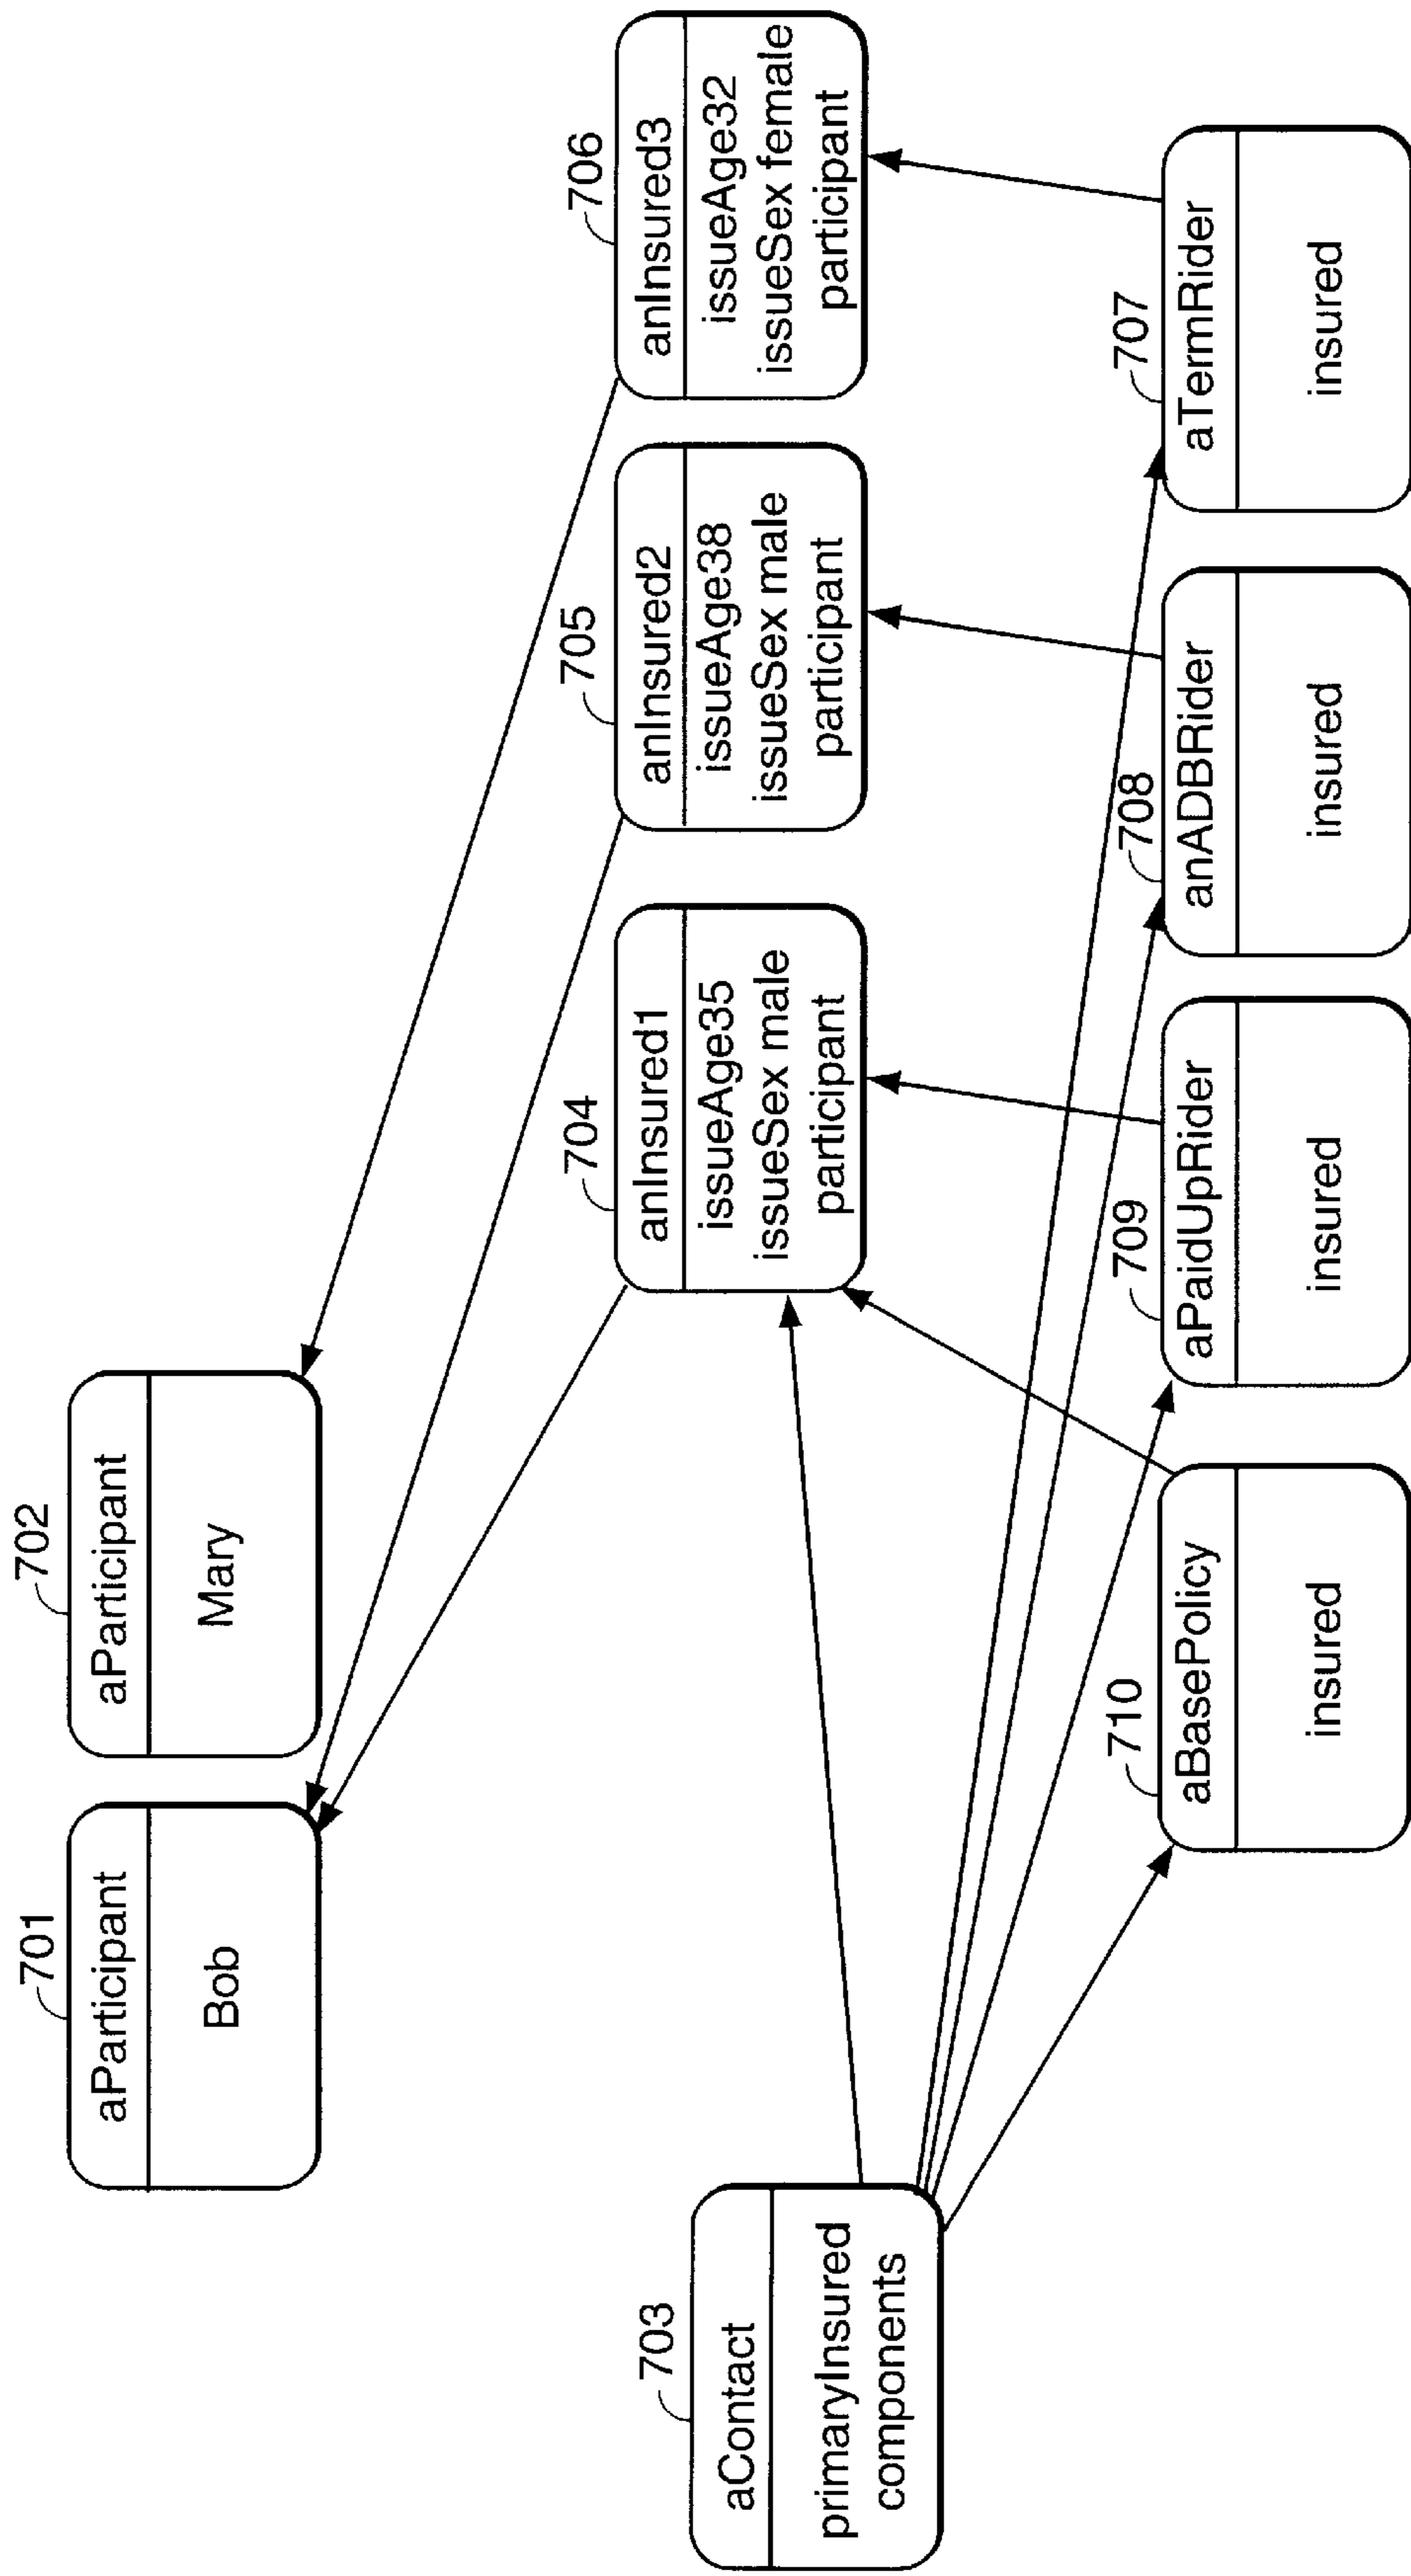 701
aParticipant
Bob
702
aParticipant
Mary
703
aContact
primaryInsured
components
704
anInsured1
issueAge35
issueSex male
participant
705
anInsured2
issueAge38
issueSex male
participant
706
anInsured3
issueAge32
issueSex female
participant
710
aBasePolicy
insured
709
aPaidUpRider
insured
708
anADBRider
insured
707
aTermRider
insured